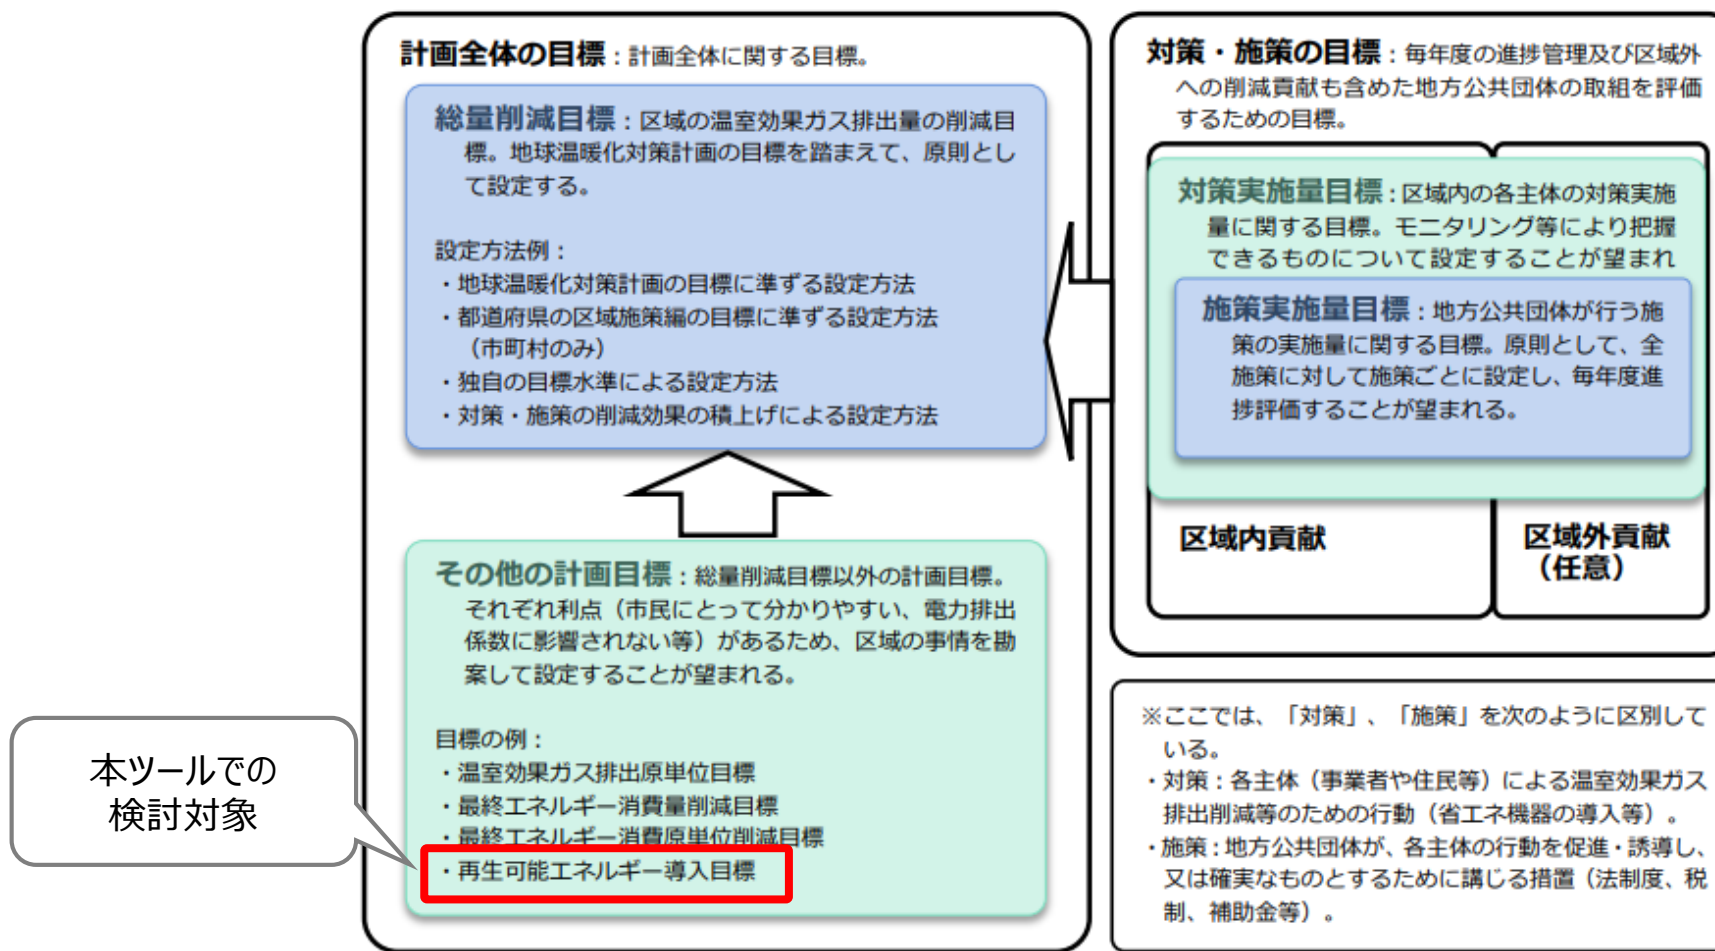 計画全体の目標：計画全体に関する目標。
総量削減目標：区域の温室効果ガス排出量の削減目
標。地球温暖化対策計画の目標を踏まえて、原則とし
て設定する。
設定方法例：
・地球温暖化対策計画の目標に準ずる設定方法
・都道府県の区域施策編の目標に準ずる設定方法
（市町村のみ）
・独自の目標水準による設定方法
・対策・施策の削減効果の積上げによる設定方法
その他の計画目標：総量削減目標以外の計画目標。
それぞれ利点（市民にとって分かりやすい、電力排出
係数に影響されない等）があるため、区域の事情を勘
案して設定することが望まれる。
目標の例：
・温室効果ガス排出原単位目標
・最終エネルギー消費量削減目標
・最終エネルギー消費原単位削減目標
・再生可能エネルギー導入目標
本ツールでの
検討対象
対策・施策の目標：毎年度の進捗管理及び区域外
への削減貢献も含めた地方公共団体の取組を評価
するための目標。
対策実施量目標：区域内の各主体の対策実施
量に関する目標。モニタリング等により把握
できるものについて設定することが望まれ
施策実施量目標：地方公共団体が行う施
策の実施量に関する目標。原則として、全
施策に対して施策ごとに設定し、毎年度進
捗評価することが望まれる。
区域内貢献
区域外貢献
（任意）
※ここでは、「対策」、「施策」を次のように区別して
いる。
・対策：各主体（事業者や住民等）による温室効果ガス
排出削減等のための行動（省エネ機器の導入等）。
・施策：地方公共団体が、各主体の行動を促進・誘導し、
又は確実なものとするために講じる措置（法制度、税
制、補助金等）。